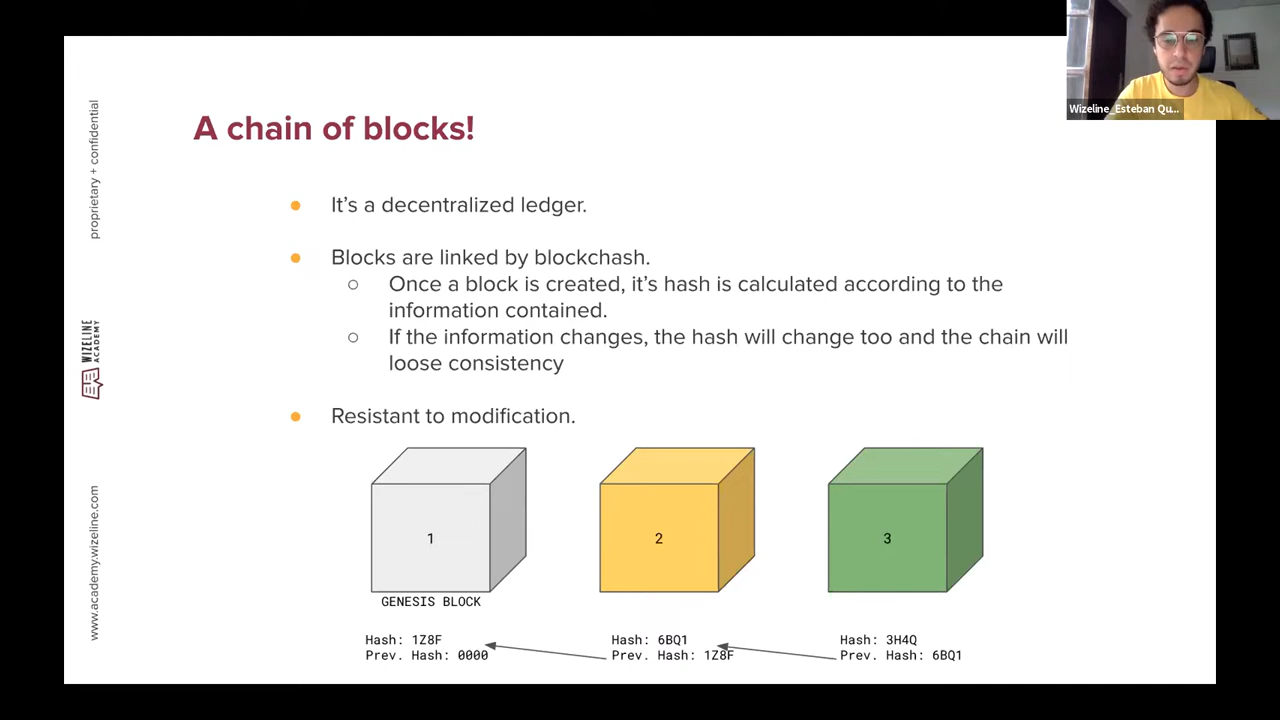 A chain of blocks!
It's a decentralized ledger.
Blocks are linked by blockchash.
Once a block is created, it's hash is calculated according to the
information contained.
If the information changes, the hash will change too and the chain will
loose consistency
Resistant to modification.
1
2
3
GENESIS BLOCK
Hash: 1Z8F
Prev. Hash: 0000
Hash: 6BQ1
Prev. Hash: 1Z8F
Hash: 3H4Q
Prev. Hash: 6BQ1
proprietary + confidential
WIZELINE
ACADEMY
www.academy.wizeline.com
Wizeline_Esteban Qu...